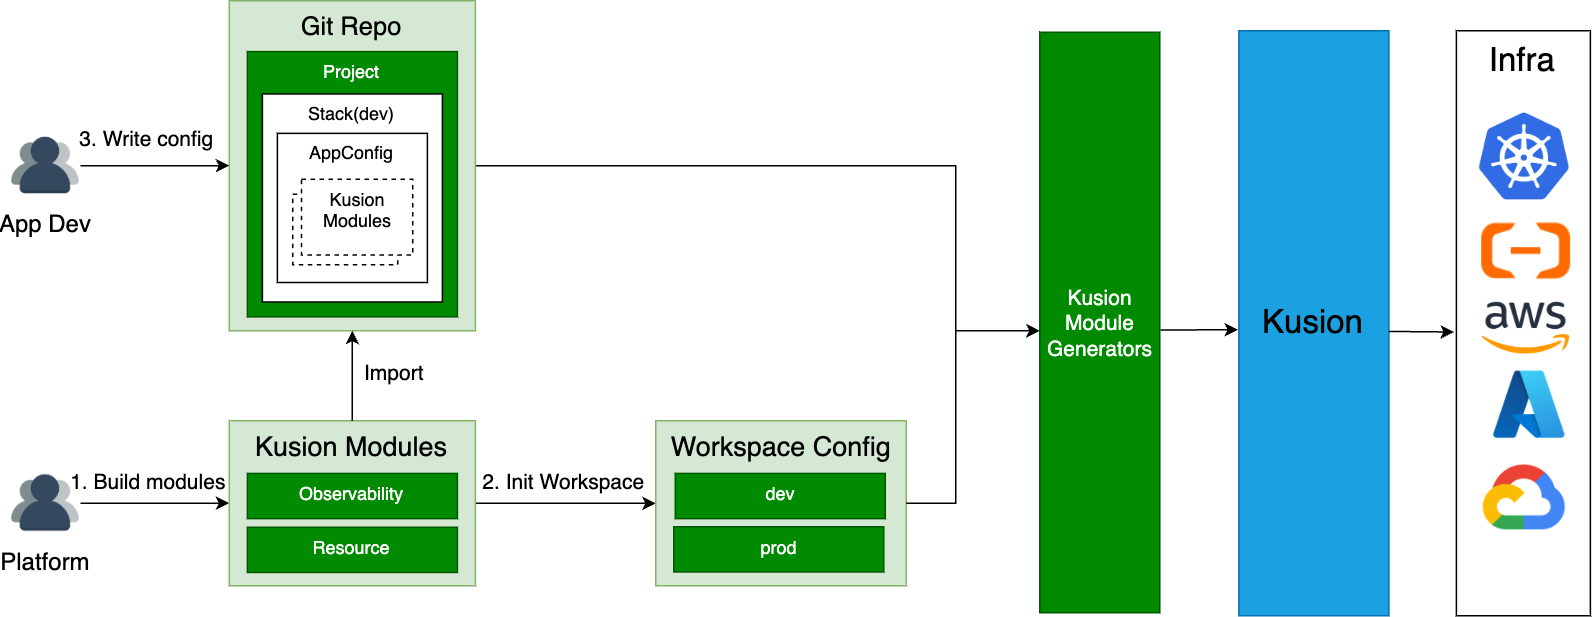 Git Repo
Project
Stack(dev)
AppConfig
Kusion
Modules
3. Write config
App Dev
Import
Kusion Modules
Observability
Resource
1. Build modules
Platform
2. Init Workspace
Workspace Config
dev
prod
Kusion
Module
Generators
Kusion
Infra
aws